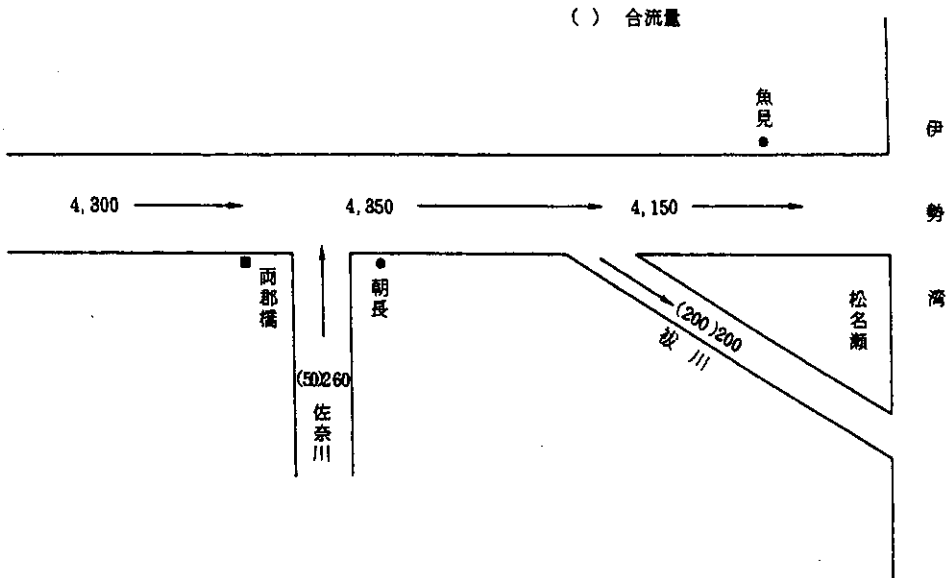 ( ) 合流量
魚見
伊勢湾
4,300
4,350
4,150
両郡橋
朝長
松名瀬
(200)200
祓川
(50)260
佐奈川